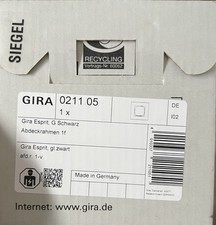 SIEGEL
RECYCLING
GIRA 0211 05
1 x
Gira Esprit, G.Schwarz
Abdeckrahmen 1f
DE
I02
Gira Esprit, gl.zwart
afd.r. 1-v.
Made in Germany
Internet: www.gira.de